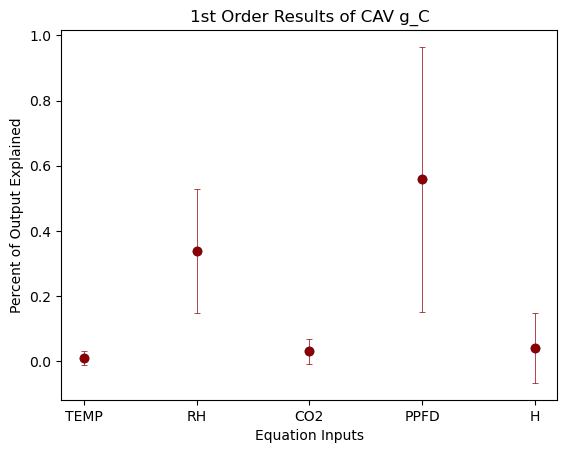 1st Order Results of CAV g_C
Percent of Output Explained
1.0
0.8
0.6
0.4
0.2
0.0
TEMP RH CO2 PPFD H
Equation Inputs